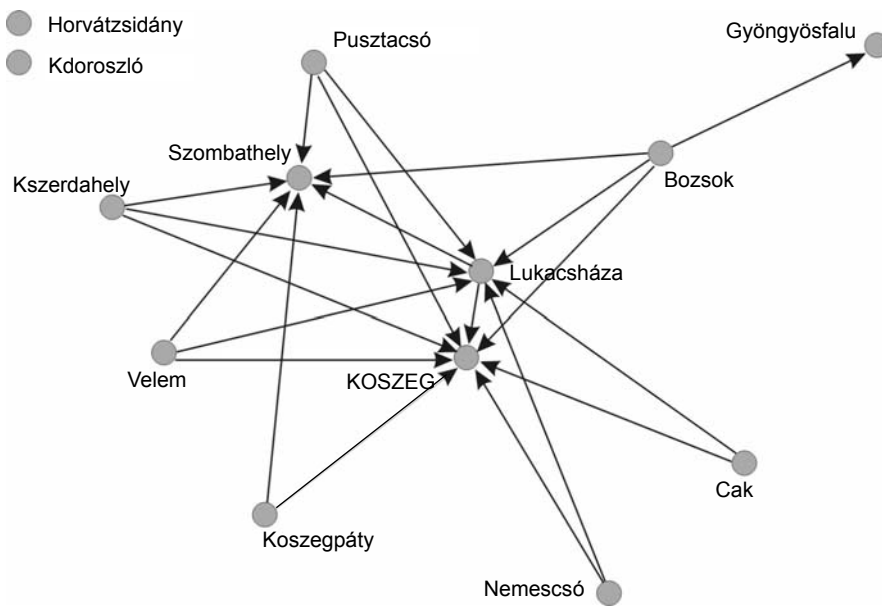 Horvátzsidány
Kdoroszló
Pusztacsó
Gyöngyösfalu
Szombathely
Bozsok
Kszerdahely
Lukacsháza
Velem
KOSZEG
Cak
Koszegpáty
Nemescsó